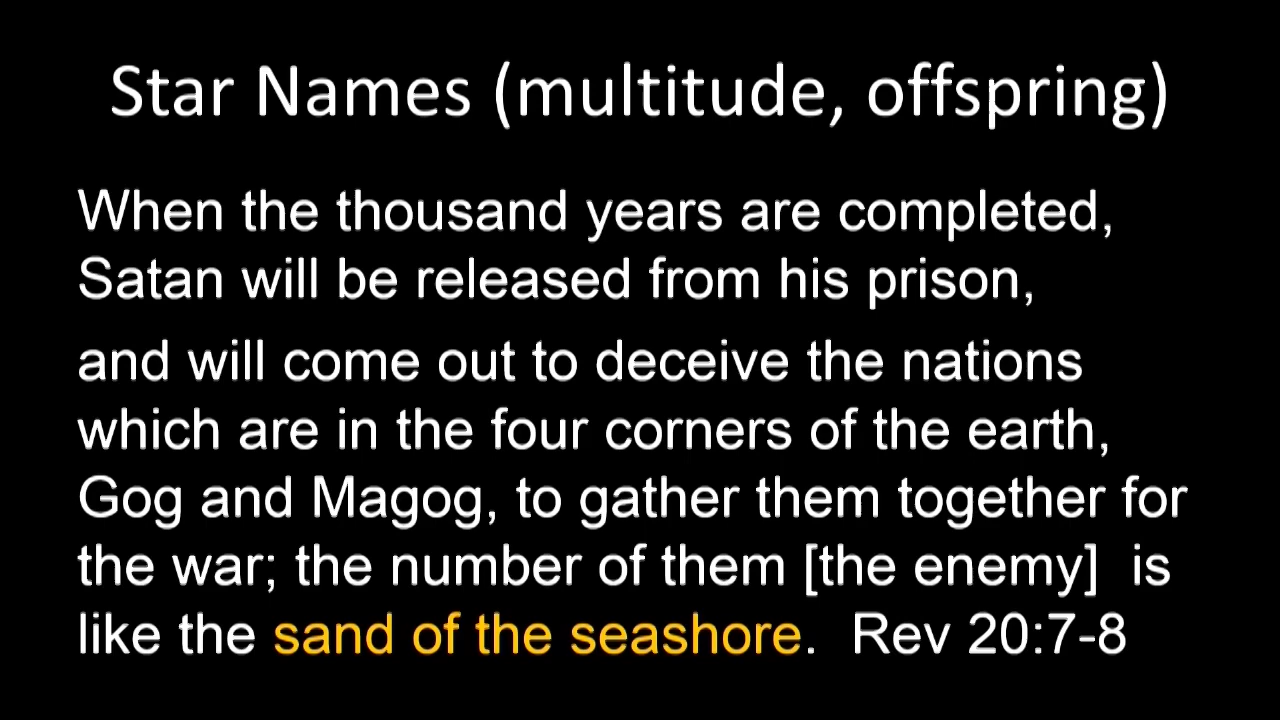 Star Names (multitude, offspring)
When the thousand years are completed,
Satan will be released from his prison,
and will come out to deceive the nations
which are in the four corners of the earth,
Gog and Magog, to gather them together for
the war; the number of them [the enemy]  is
like the sand of the seashore.  Rev 20:7-8